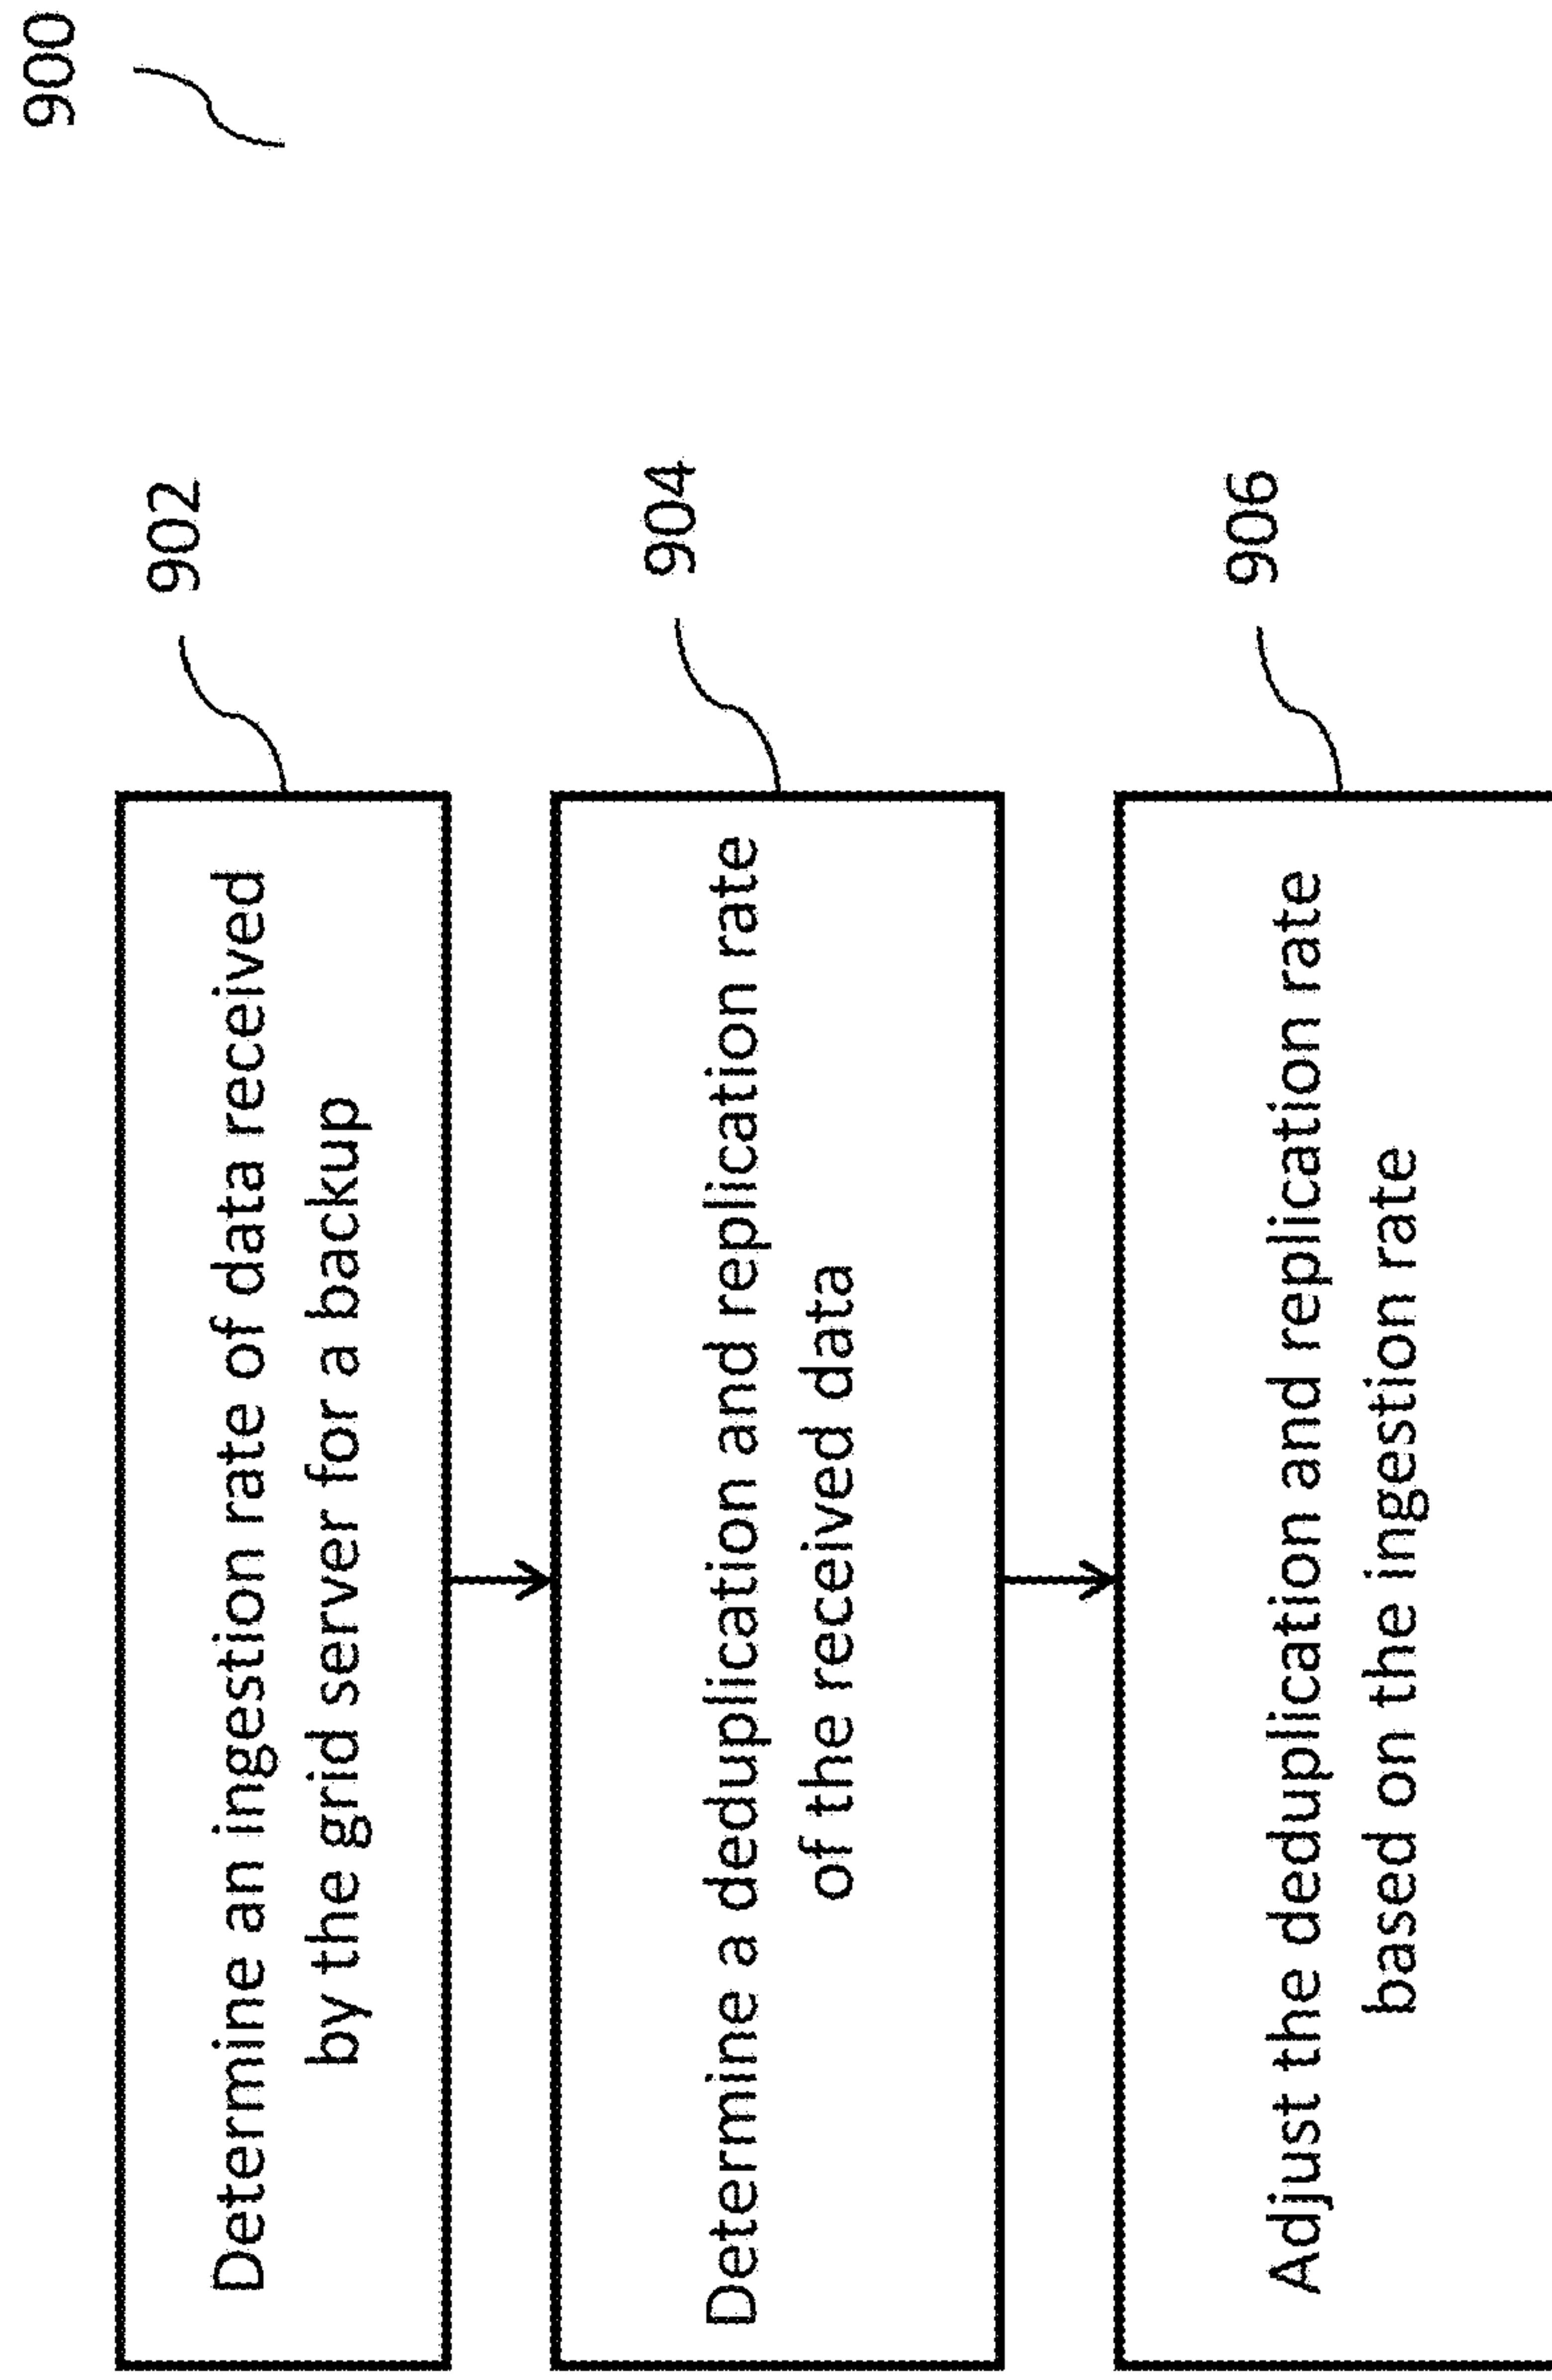 900
902
Determine an ingestion rate of data received
by the grid server for a backup
904
Determine a deduplication and replication rate
of the received data
906
Adjust the deduplication and replication rate
based on the ingestion rate